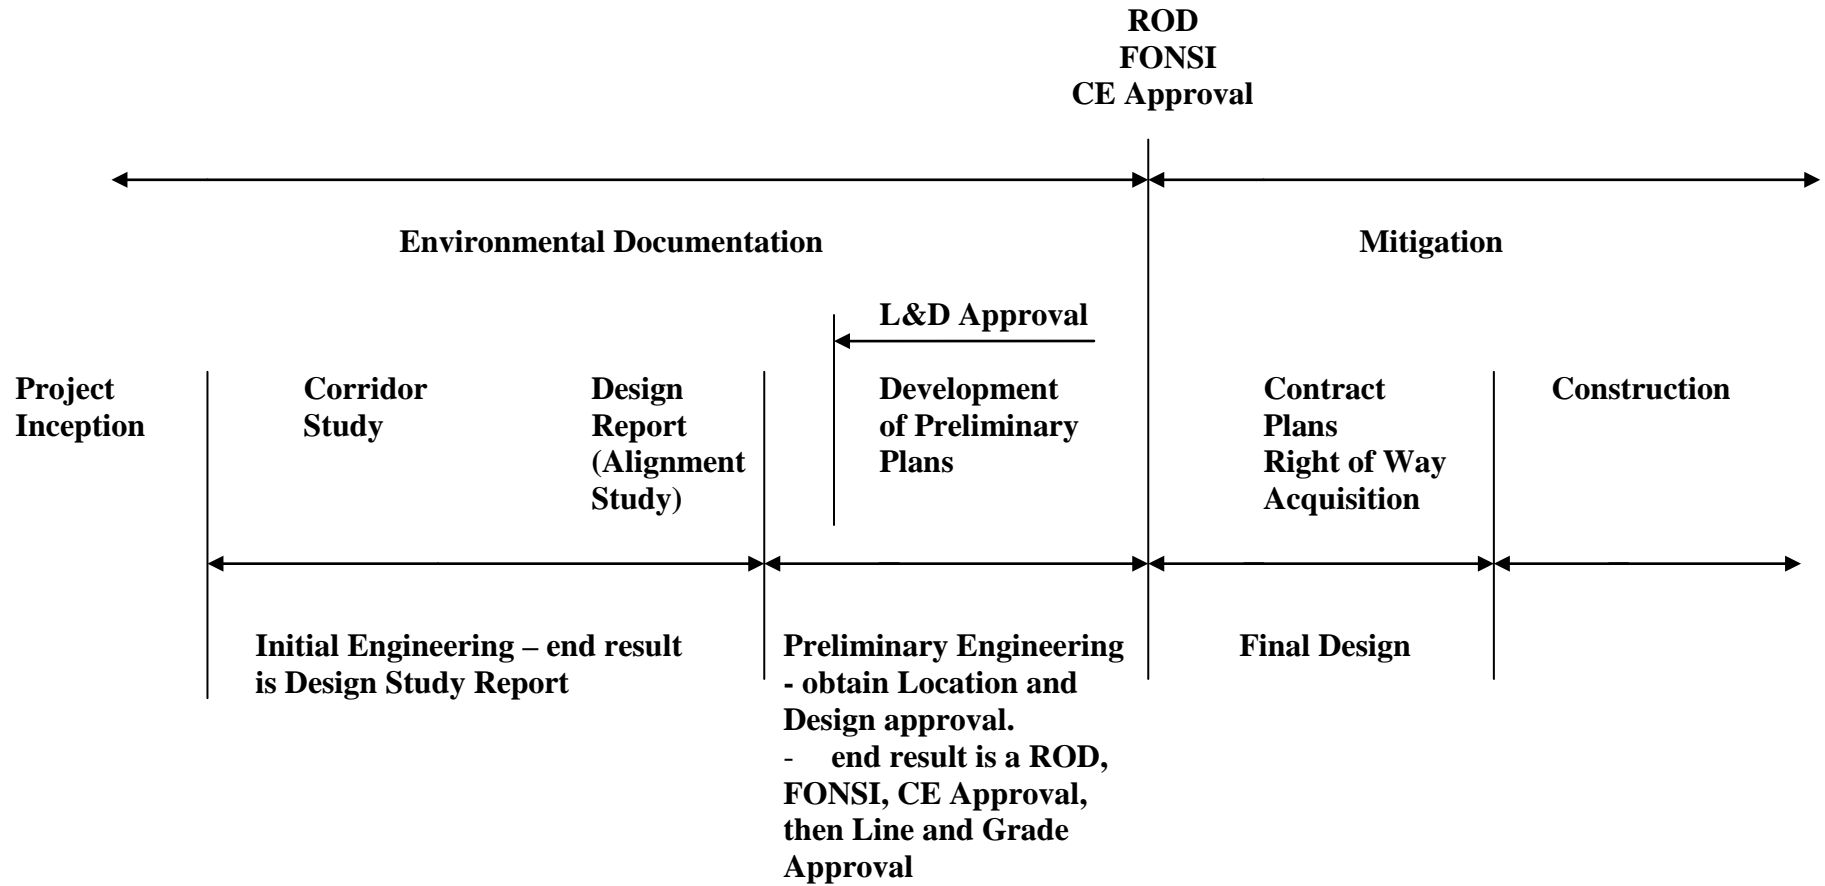 ROD
FONSI
CE Approval
Environmental Documentation
Mitigation
L&D Approval
Project
Inception
Corridor
Study
Design
Report
(Alignment
Study)
Development
of Preliminary
Plans
Contract
Plans
Right of Way
Acquisition
Construction
Initial Engineering – end result
is Design Study Report
Preliminary Engineering
- obtain Location and
Design approval.
- end result is a ROD,
FONSI, CE Approval,
then Line and Grade
Approval
Final Design